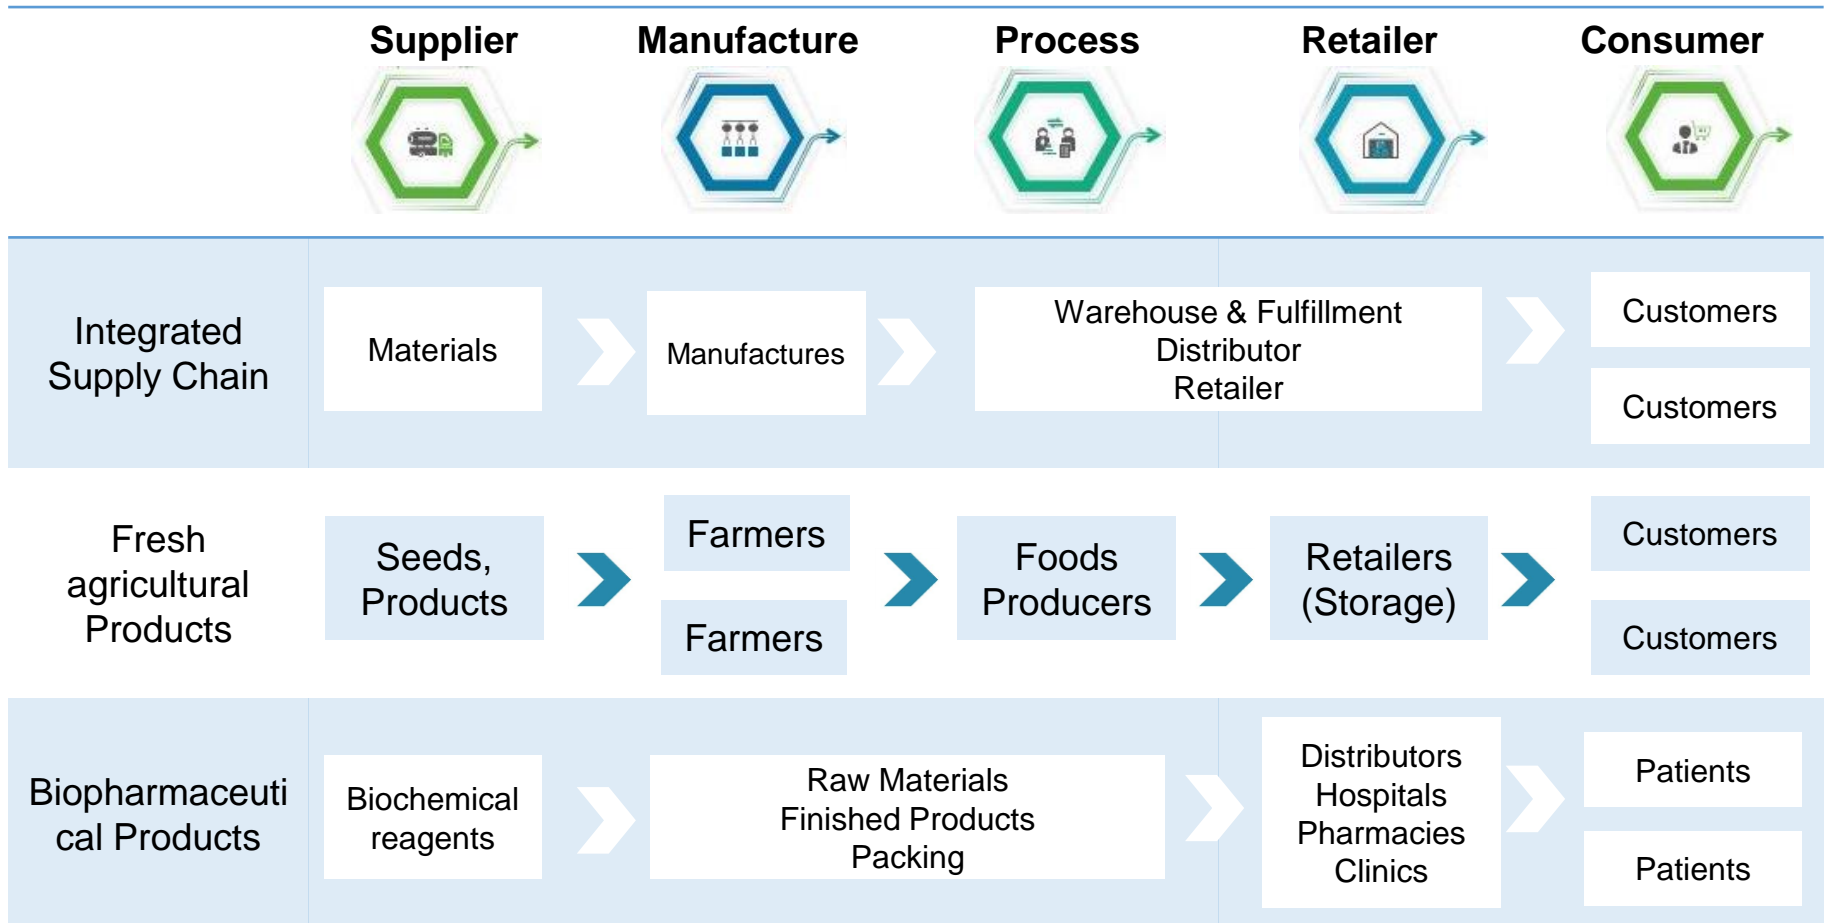 Supplier
Manufacture
Process
Retailer
Consumer
Integrated
Supply Chain
Materials
Manufactures
Warehouse & Fulfillment
Distributor
Retailer
Customers
Customers
Fresh
agricultural
Products
Seeds,
Products
Farmers
Farmers
Foods
Producers
Retailers
(Storage)
Customers
Customers
Biopharmaceuti
cal Products
Biochemical
reagents
Raw Materials
Finished Products
Packing
Distributors
Hospitals
Pharmacies
Clinics
Patients
Patients